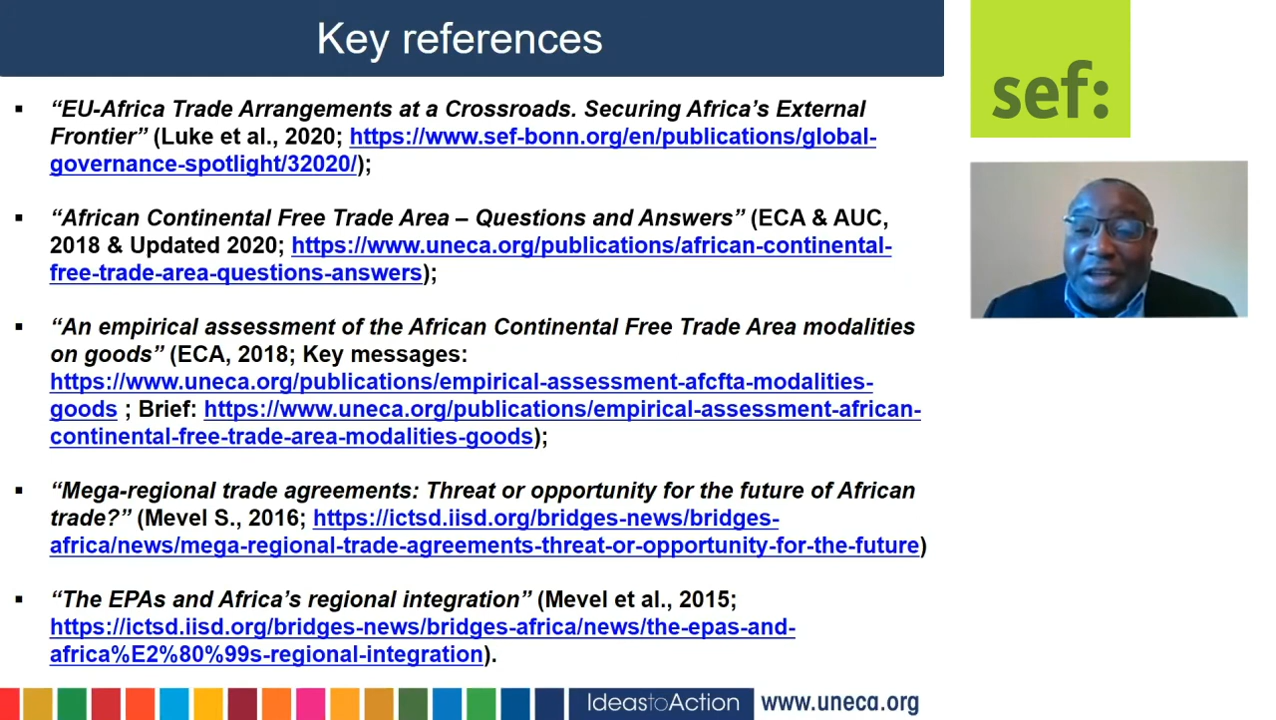 Key references
▪ “EU-Africa Trade Arrangements at a Crossroads. Securing Africa’s External
Frontier” (Luke et al., 2020; https://www.sef-bonn.org/en/publications/global-
governance-spotlight/32020/);
▪ “African Continental Free Trade Area – Questions and Answers” (ECA & AUC,
2018 & Updated 2020; https://www.uneca.org/publications/african-continental-
free-trade-area-questions-answers);
▪ “An empirical assessment of the African Continental Free Trade Area modalities
on goods” (ECA, 2018; Key messages:
https://www.uneca.org/publications/empirical-assessment-afcfta-modalities-
goods ; Brief: https://www.uneca.org/publications/empirical-assessment-african-
continental-free-trade-area-modalities-goods);
▪ “Mega-regional trade agreements: Threat or opportunity for the future of African
trade?” (Mevel S., 2016; https://ictsd.iisd.org/bridges-news/bridges-
africa/news/mega-regional-trade-agreements-threat-or-opportunity-for-the-future)
▪ “The EPAs and Africa’s regional integration” (Mevel et al., 2015;
https://ictsd.iisd.org/bridges-news/bridges-africa/news/the-epas-and-
africa%E2%80%99s-regional-integration).
IdeastoAction www.uneca.org
sef: